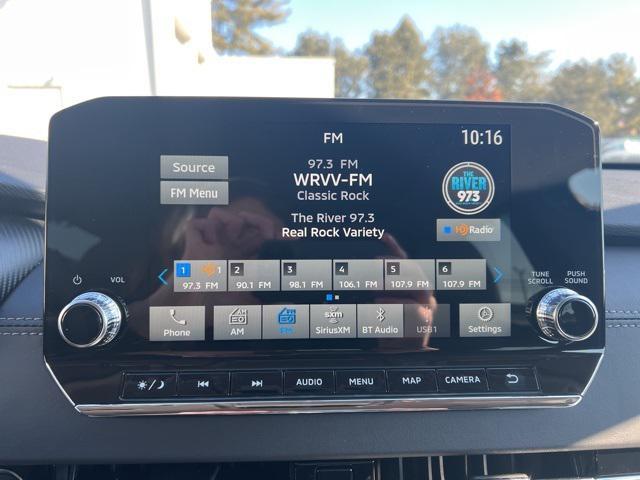 FM
10:16
Source
FM Menu
97.3 FM
WRVV-FM
Classic Rock
The River 97.3
Real Rock Variety
THE
RIVER
973
HD Radio
1 1
97.3 FM
2
90.1 FM
3
98.1 FM
4
106.1 FM
5
107.9 FM
6
107.9 FM
VOL
TUNE
SCROLL
PUSH
SOUND
Phone
AM
FM
sxm
SiriusXM
BT Audio
USB1
Settings
AUDIO
MENU
MAP
CAMERA